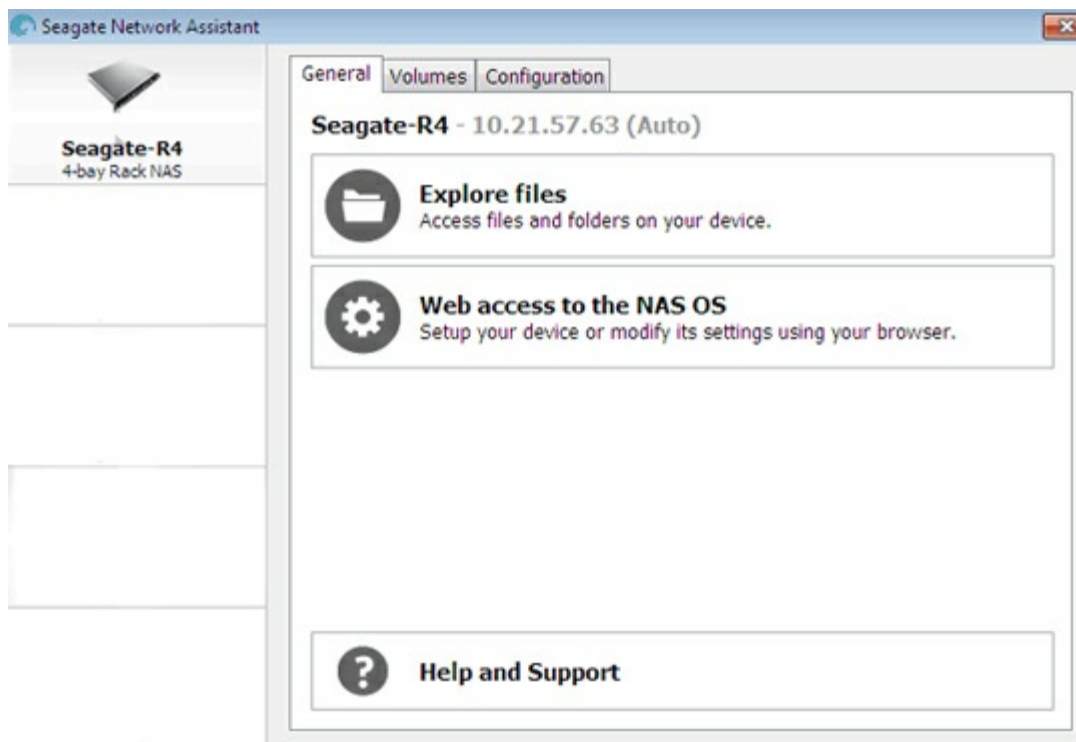 Seagate Network Assistant
Seagate-R4
4-bay Rack NAS
General Volumes Configuration
Seagate-R4 - 10.21.57.63 (Auto)
Explore files
Access files and folders on your device.
Web access to the NAS OS
Setup your device or modify its settings using your browser.
Help and Support